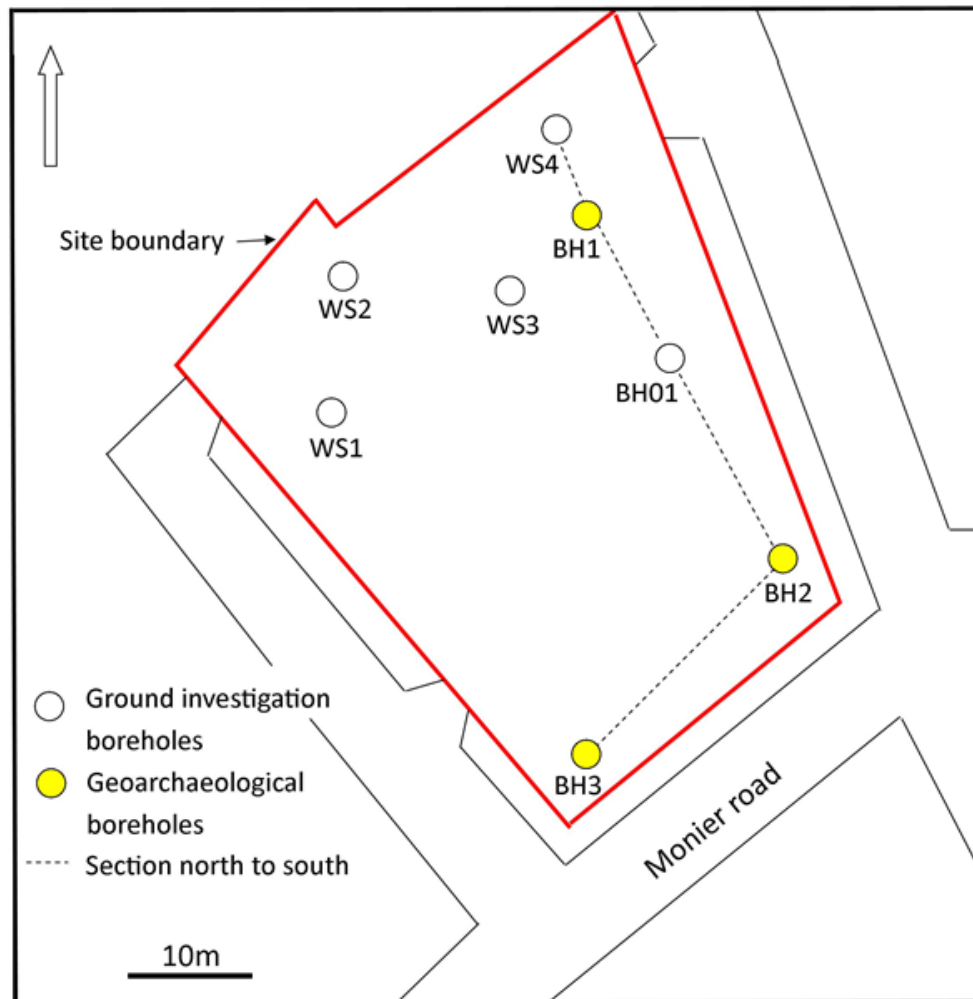 WS4
BH1
Site boundary
WS2
WS3
BH01
WS1
BH2
Ground investigation
boreholes
BH3
Geoarchaeological
boreholes
Monier road
Section north to south
10m